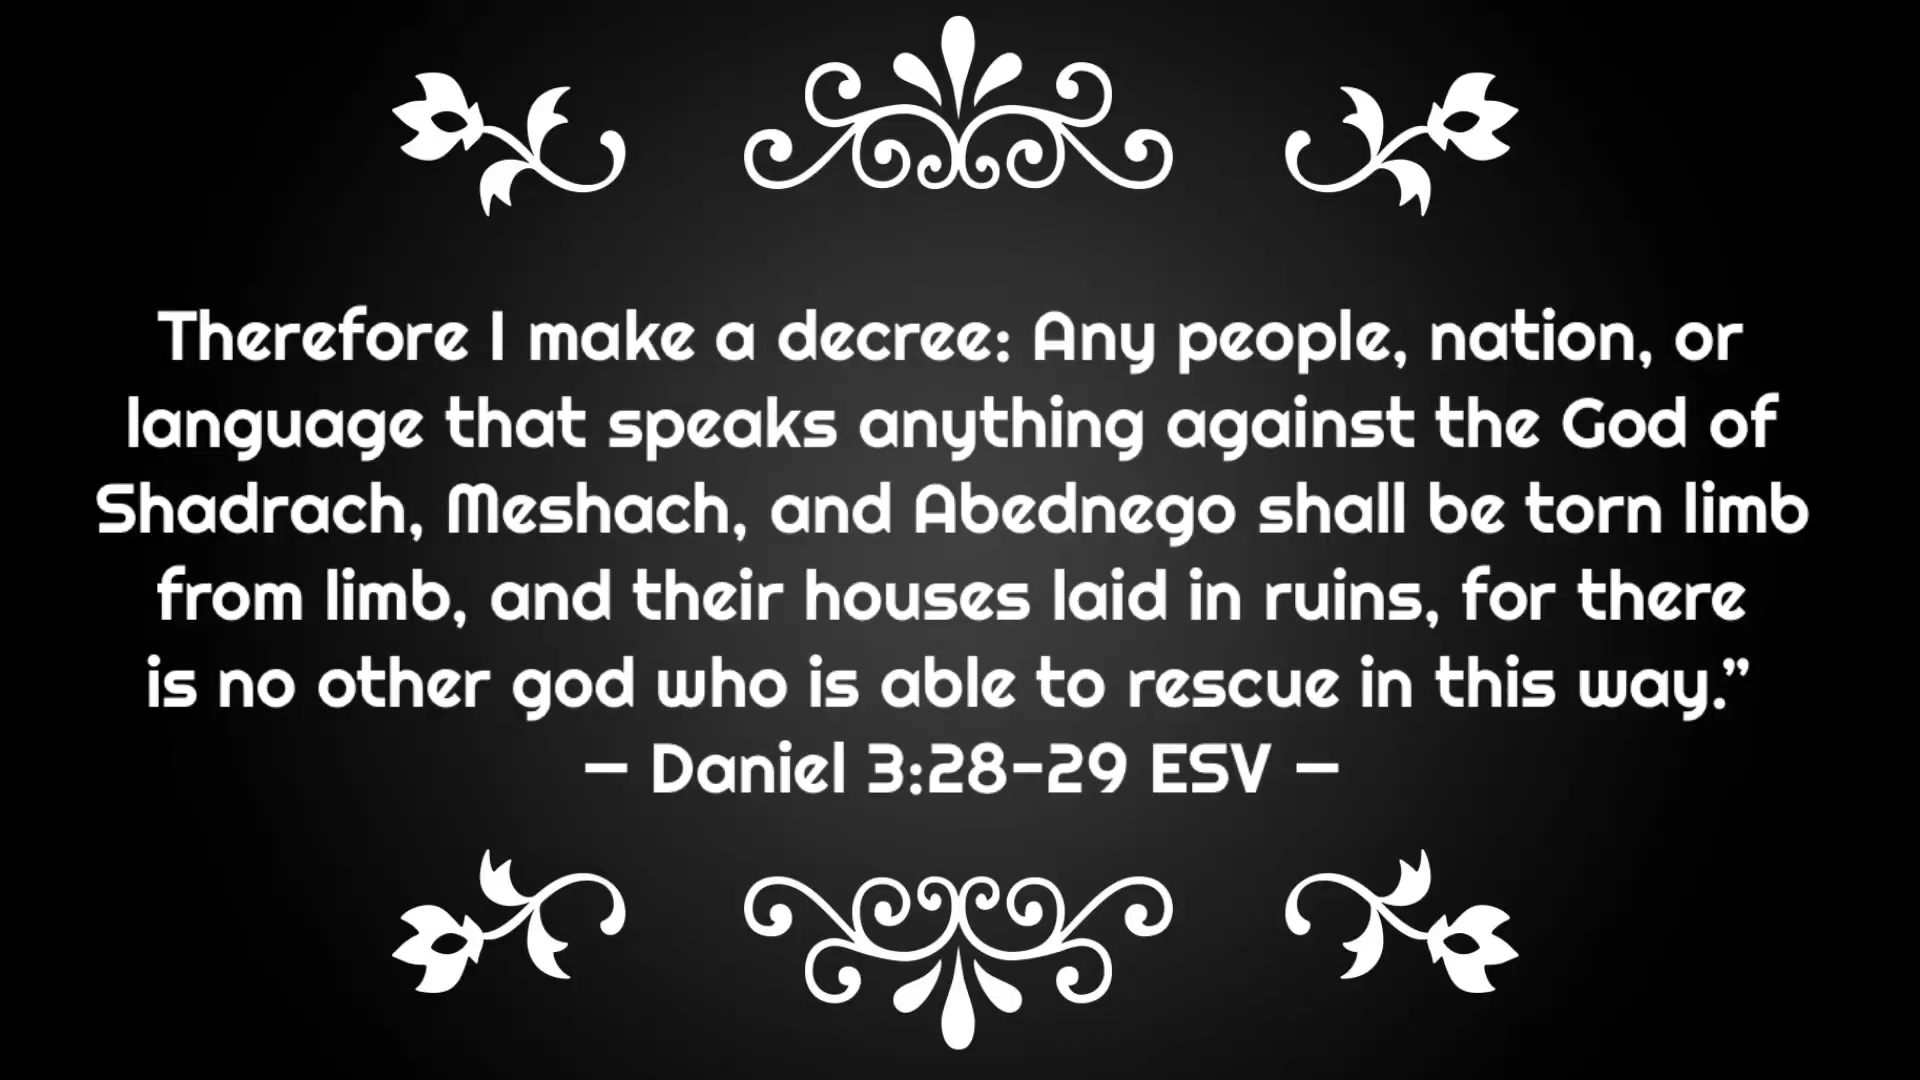 Therefore I make a decree: Any people, nation, or
language that speaks anything against the God of
Shadrach, Meshach, and Abednego shall be torn limb
from limb, and their houses laid in ruins, for there
is no other god who is able to rescue in this way.”
— Daniel 3:28-29 ESV —